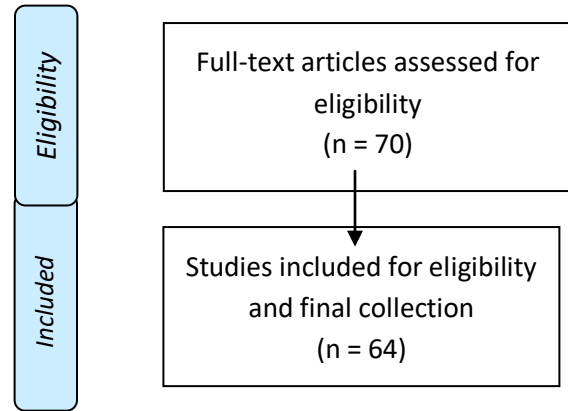 Eligibility
Full-text articles assessed for
eligibility
(n = 70)
Included
Studies included for eligibility
and final collection
(n = 64)